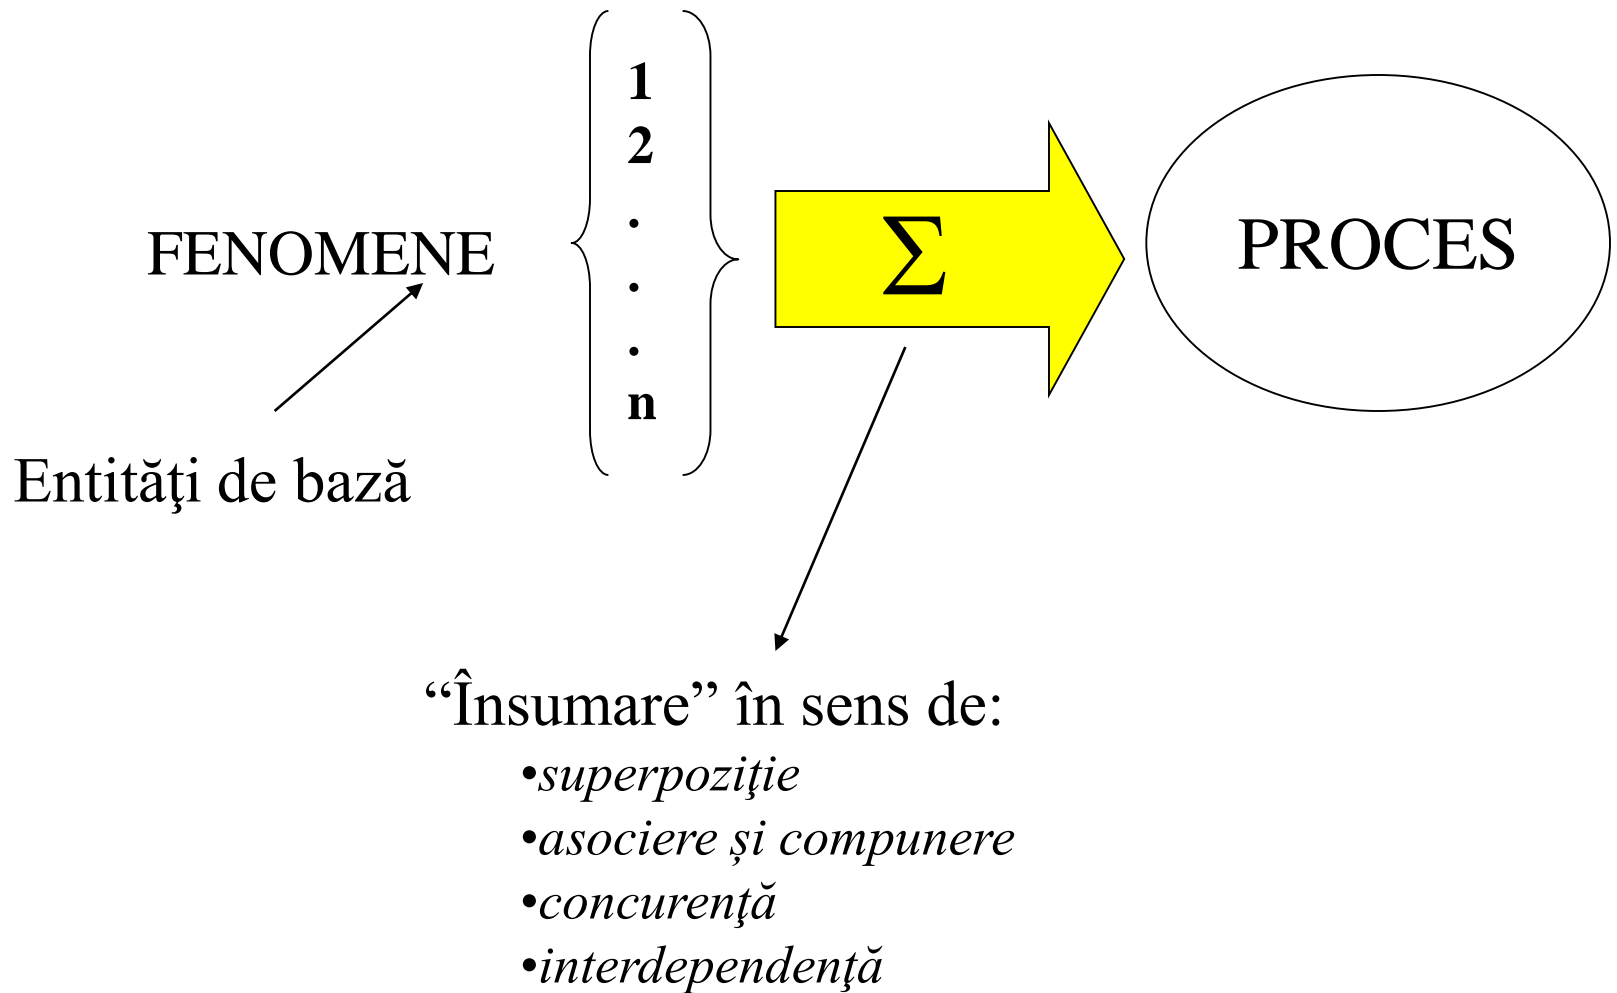 1
2
.
.
.
n
FENOMENE
∑
PROCES
Entităţi de bază
“Însumare” în sens de:
•superpoziţie
•asociere și compunere
•concurenţă
•interdependenţă